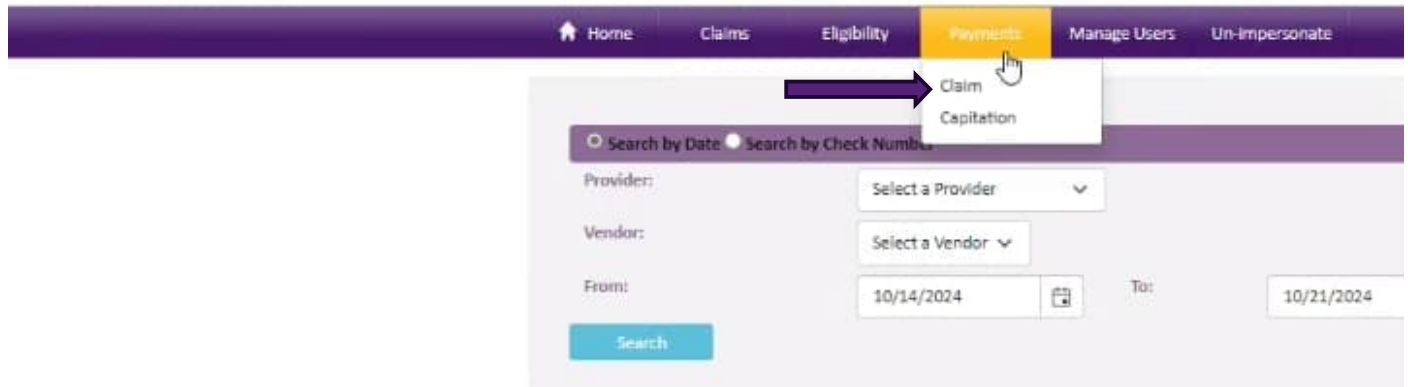 Home Claims Eligibility Payments Manage Users Un-impersonate
Claim
Capitation
Search by Date Search by Check Number
Provider: Select a Provider
Vendor: Select a Vendor
From: 10/14/2024 To: 10/21/2024
Search